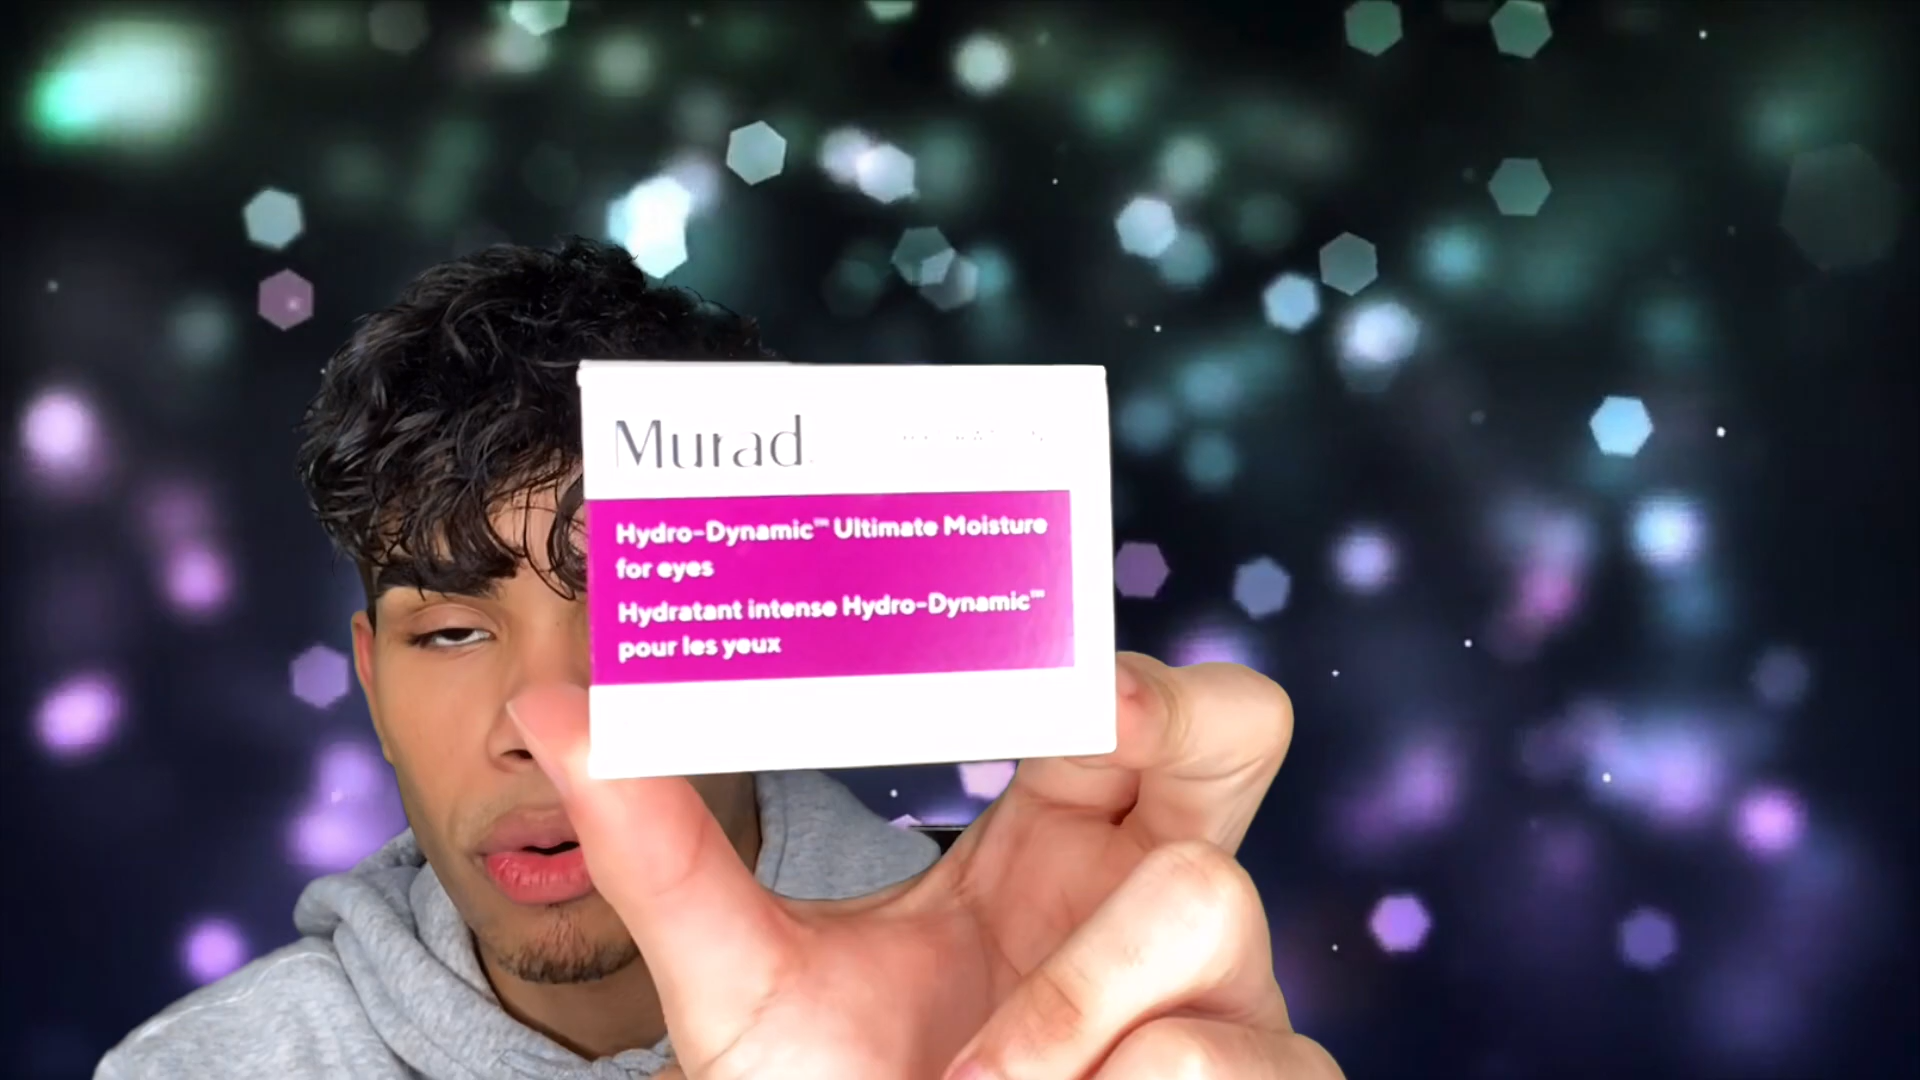 Murad.
Hydro-Dynamic™ Ultimate Moisture
for eyes
Hydratant intense Hydro-Dynamic™
pour les yeux